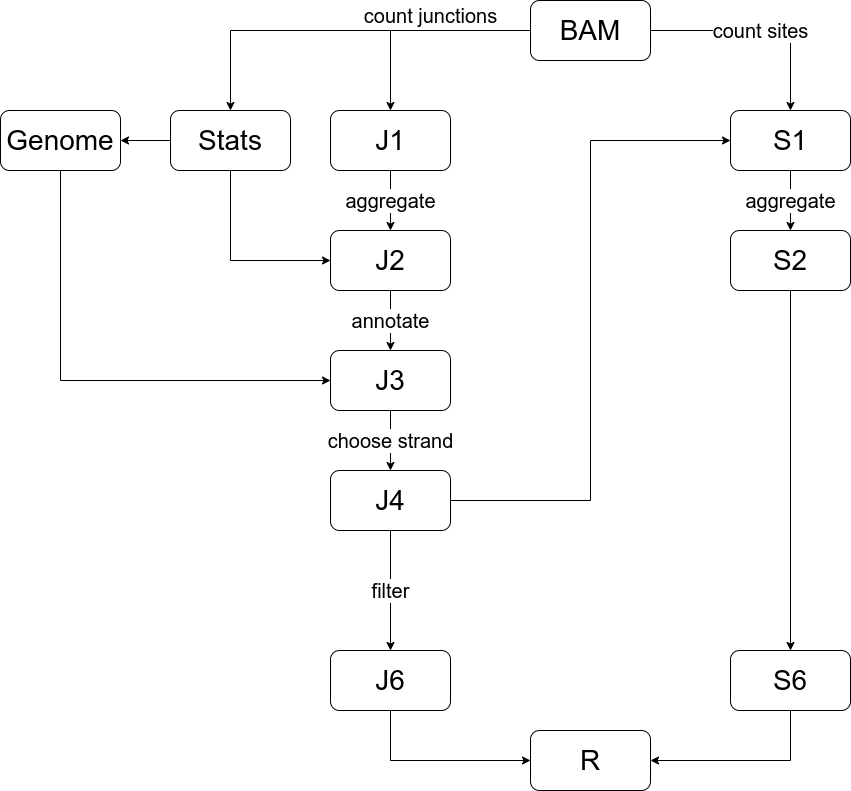 count junctions
BAM
count sites
Genome
Stats
J1
S1
aggregate
aggregate
J2
S2
annotate
J3
choose strand
J4
filter
J6
S6
R